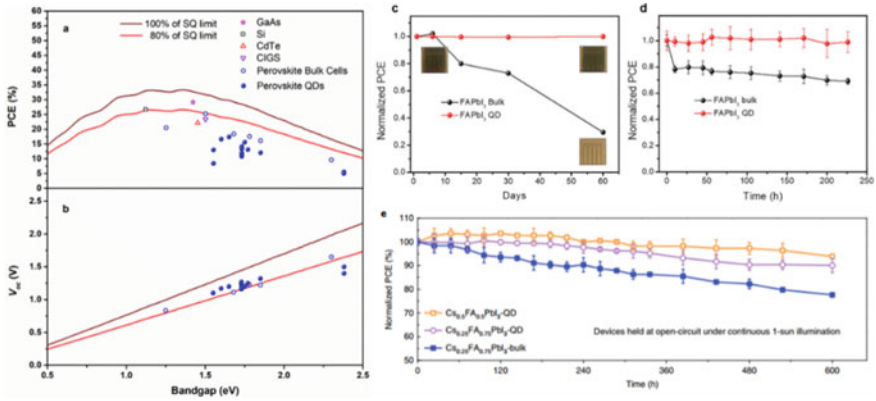 a
100% of SQ limit
80% of SQ limit
GaAs
Si
CdTe
CIGS
Perovskite Bulk Cells
Perovskite QDs
PCE (%)
60
55
50
45
40
35
30
25
20
15
10
5
0
b
Voc (V)
2.5
2.0
1.5
1.0
0.5
0.0
0.5
1.0
1.5
2.0
2.5
Bandgap (eV)
c
Normalized PCE
1.0
0.8
0.6
0.4
0.2
FAPbI3 Bulk
FAPbI3 QD
0
10
20
30
40
50
60
Days
d
Normalized PCE
1.0
0.8
0.6
0.4
0.2
0.0
FAPbI3 bulk
FAPbI3 QD
0
50
100
150
200
Time (h)
e
Normalized PCE (%)
110
100
90
80
70
60
50
Cs0.5FA0.5PbI3-QD
Cs0.25FA0.75PbI3-QD
Cs0.25FA0.75PbI3-bulk
Devices held at open-circuit under continuous 1-sun illumination
0
120
240
360
480
600
Time (h)